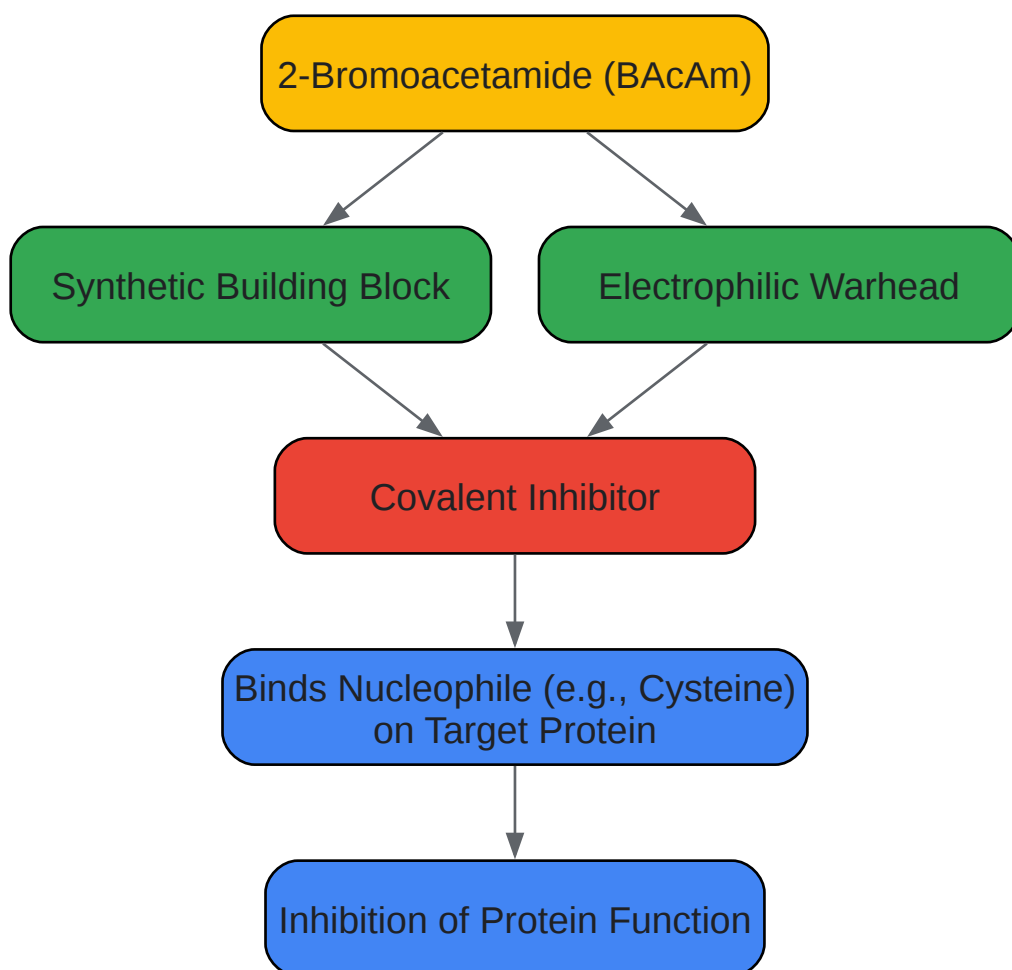 2-Bromoacetamide (BAcAm)
Synthetic Building Block
Electrophilic Warhead
Covalent Inhibitor
Binds Nucleophile (e.g., Cysteine)
on Target Protein
Inhibition of Protein Function